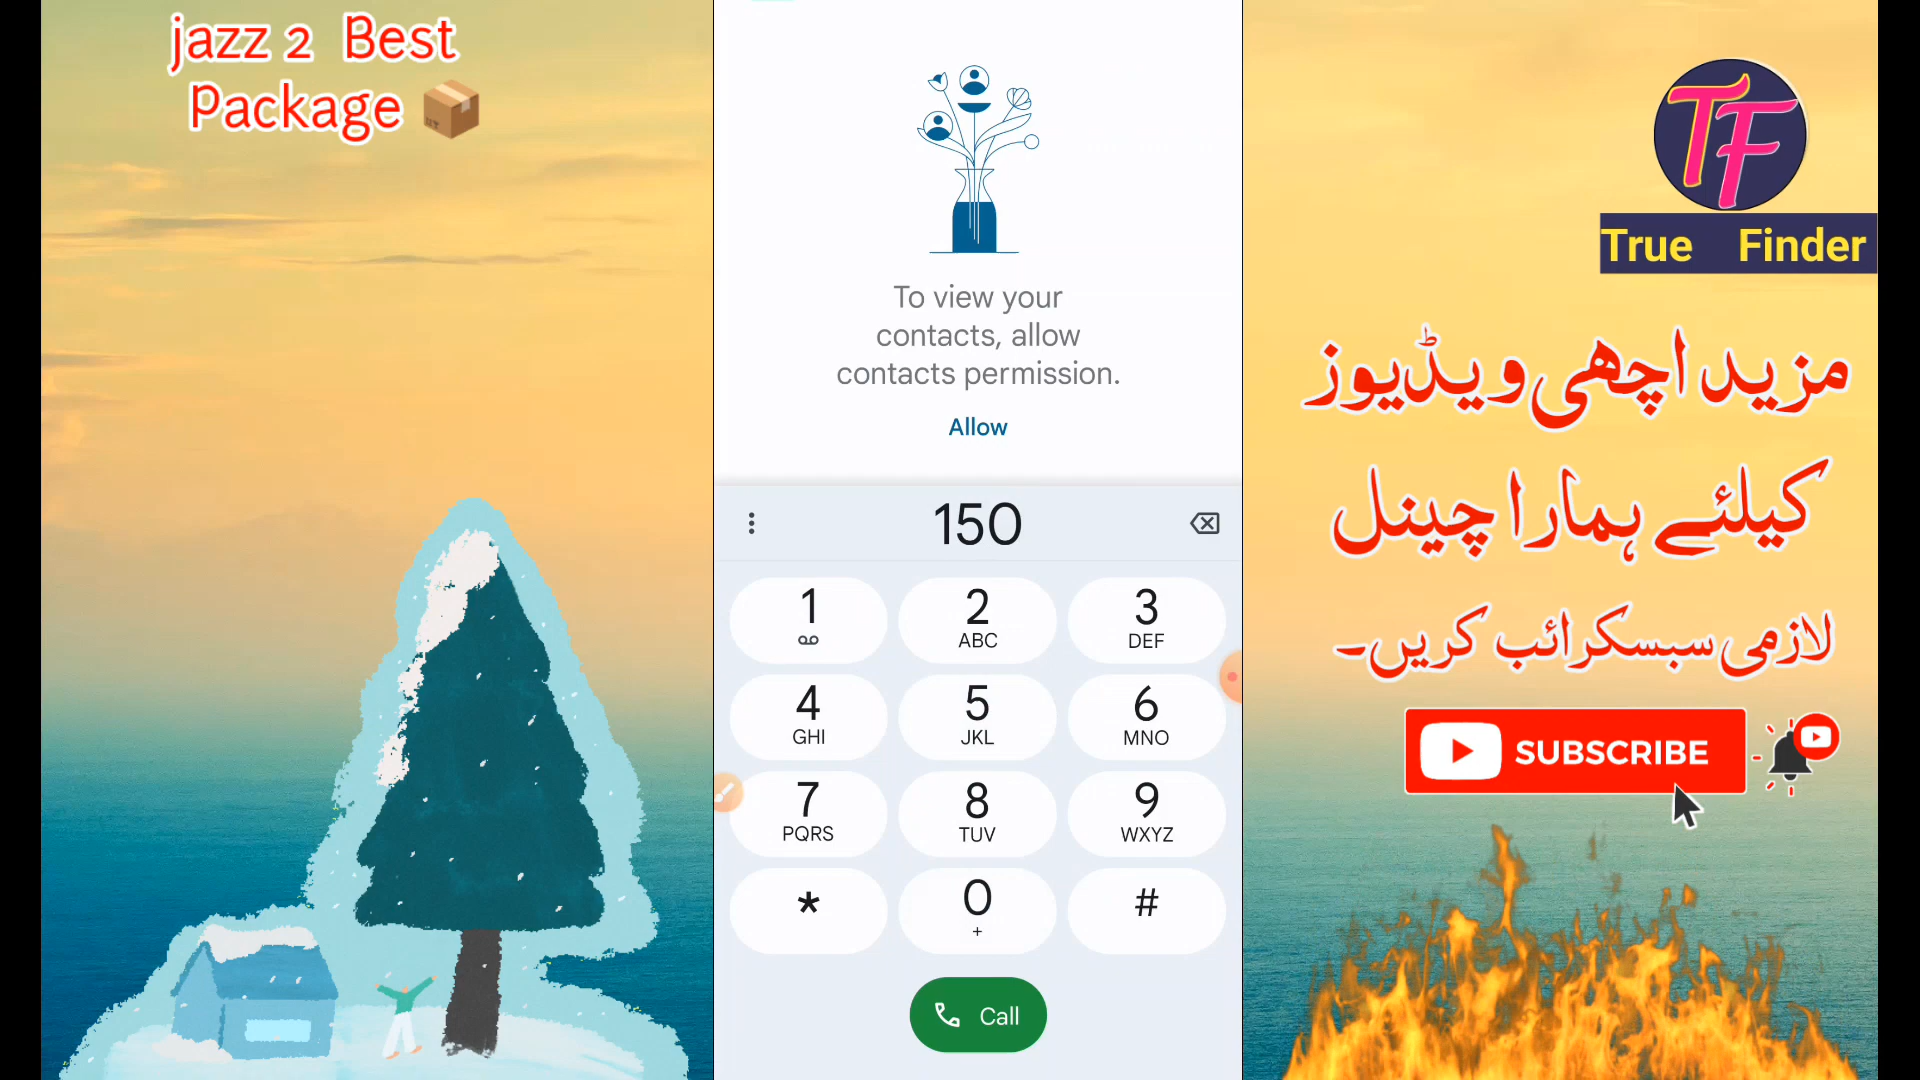 jazz 2 Best
Package
To view your
contacts, allow
contacts permission.
Allow
150
1
2
ABC
3
DEF
4
GHI
5
JKL
6
MNO
7
PQRS
8
TUV
9
WXYZ
*
0
+
#
Call
TF
True Finder
مزید اچھی ویڈیوز
کیلئے ہمارا چینل
لازمی سبسکرائب کریں۔
SUBSCRIBE